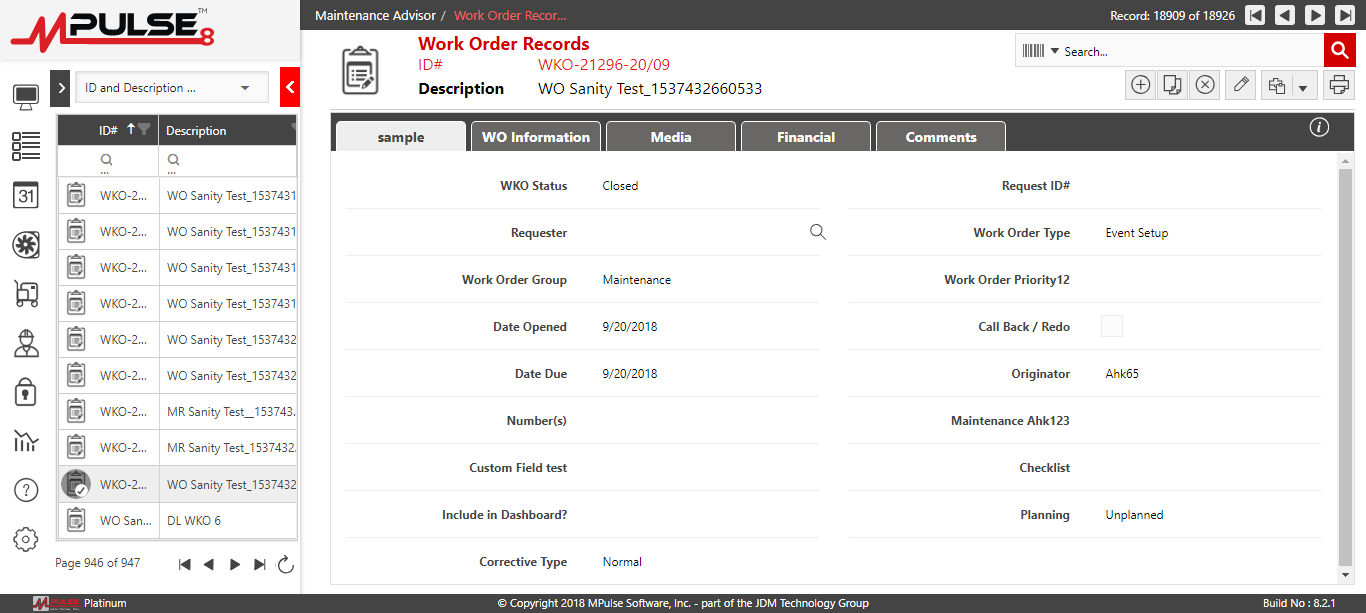 MPULSE 8 ™
Maintenance Advisor / Work Order Recor...
Record: 18909 of 18926
Work Order Records
ID# WKO-21296-20/09
Description WO Sanity Test_1537432660533
Search...
ID and Description ...
ID# Description
... ...
WKO-2... WO Sanity Test_1537431
WKO-2... WO Sanity Test_1537431
WKO-2... WO Sanity Test_1537431
WKO-2... WO Sanity Test_1537431
WKO-2... WO Sanity Test_1537432
WKO-2... WO Sanity Test_1537432
WKO-2... MR Sanity Test__153743.
WKO-2... MR Sanity Test_1537432.
WKO-2... WO Sanity Test_1537432
WO San... DL WKO 6
Page 946 of 947
31
?
sample WO Information Media Financial Comments
i
WKO Status Closed Request ID#
Requester Work Order Type Event Setup
Work Order Group Maintenance Work Order Priority12
Date Opened 9/20/2018 Call Back / Redo
Date Due 9/20/2018 Originator Ahk65
Number(s) Maintenance Ahk123
Custom Field test Checklist
Include in Dashboard? Planning Unplanned
Corrective Type Normal
MPULSE Platinum
© Copyright 2018 MPulse Software, Inc. - part of the JDM Technology Group
Build No : 8.2.1